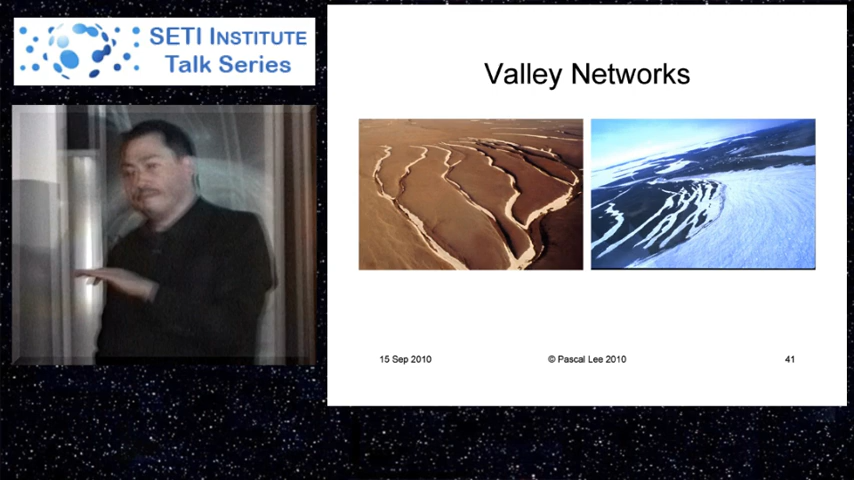 SETI INSTITUTE
Talk Series
Valley Networks
15 Sep 2010
© Pascal Lee 2010
41